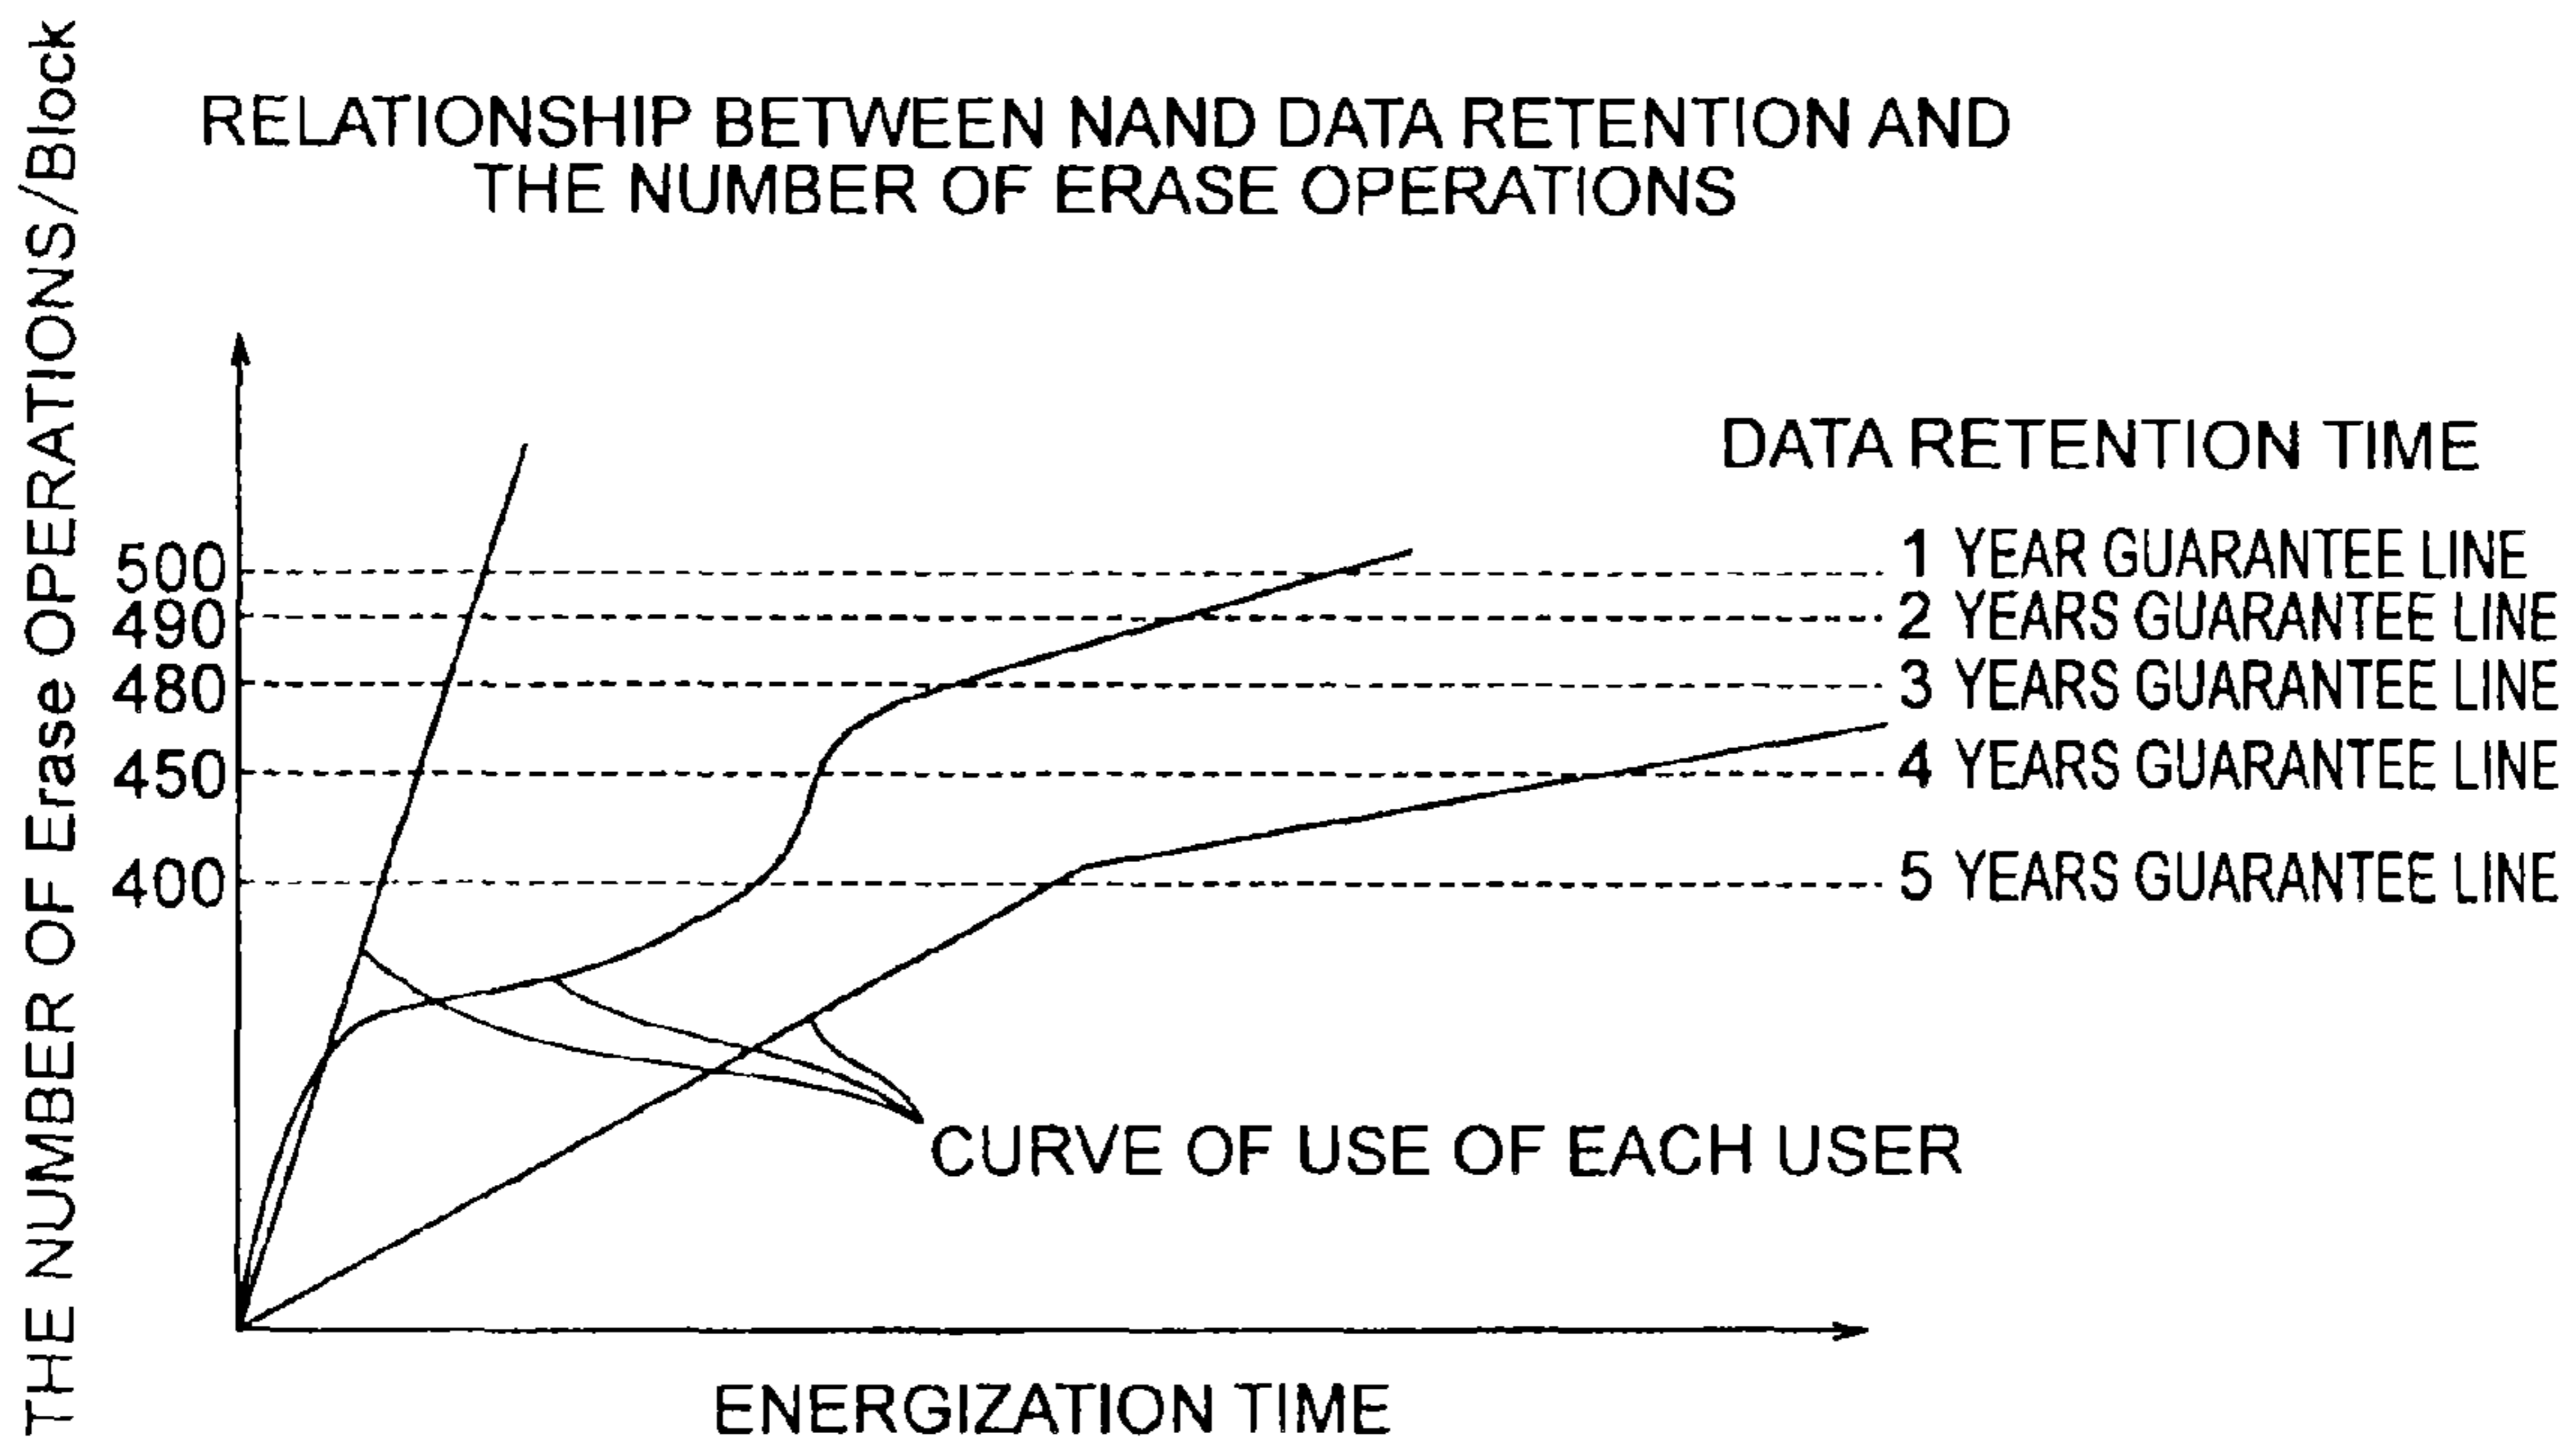 RELATIONSHIP BETWEEN NAND DATA RETENTION AND
THE NUMBER OF ERASE OPERATIONS
THE NUMBER OF Erase OPERATIONS/Block
DATA RETENTION TIME
500
1 YEAR GUARANTEE LINE
490
2 YEARS GUARANTEE LINE
480
3 YEARS GUARANTEE LINE
450
4 YEARS GUARANTEE LINE
400
5 YEARS GUARANTEE LINE
CURVE OF USE OF EACH USER
ENERGIZATION TIME